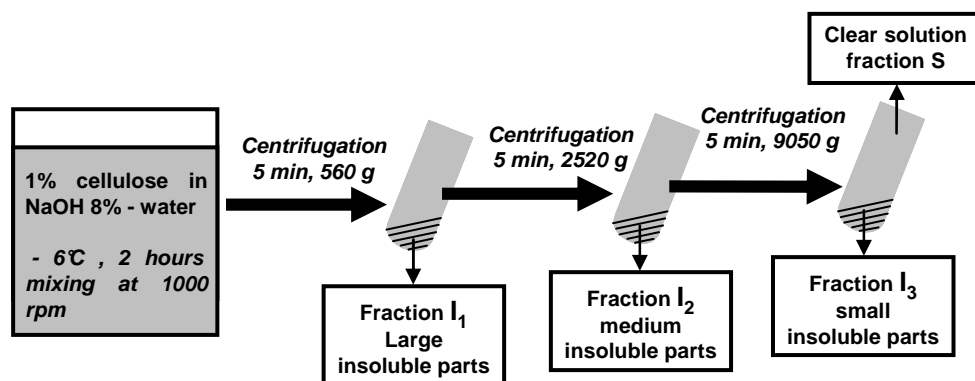 Clear solution
fraction S
Centrifugation
5 min, 560 g
Centrifugation
5 min, 2520 g
Centrifugation
5 min, 9050 g
1% cellulose in
NaOH 8% - water
- 6°C , 2 hours
mixing at 1000
rpm
Fraction I₁
Large
insoluble parts
Fraction I₂
medium
insoluble parts
Fraction I₃
small
insoluble parts